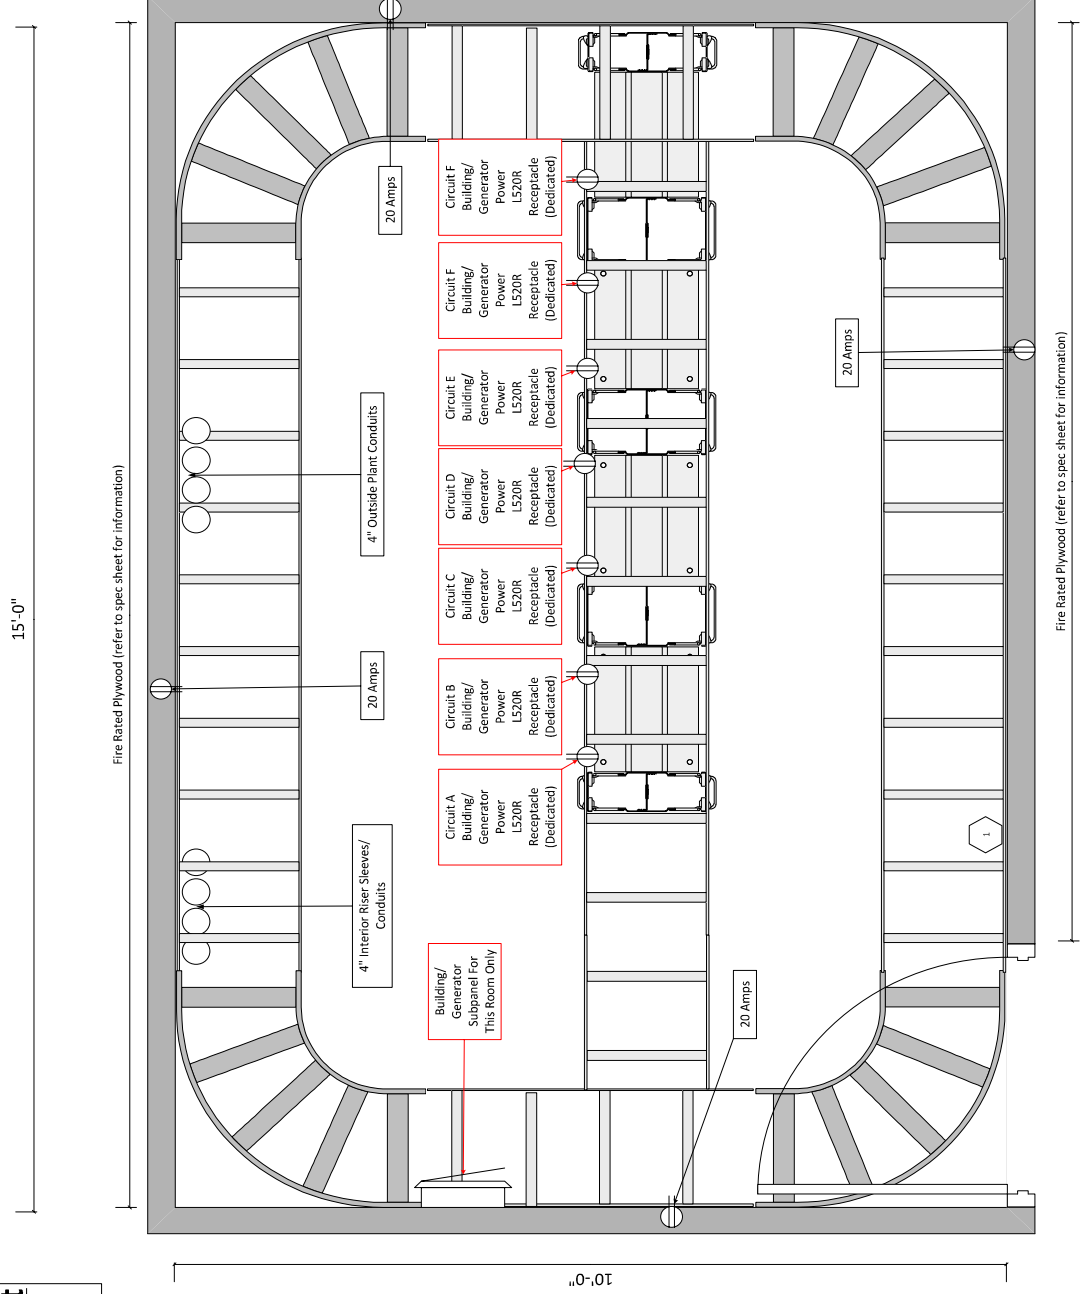 15'-0"
Fire Rated Plywood (refer to spec sheet for information)
20 Amps
Circuit F
Building/
Generator
Power
L520R
Receptacle
(Dedicated)
Circuit F
Building/
Generator
Power
L520R
Receptacle
(Dedicated)
Circuit E
Building/
Generator
Power
L520R
Receptacle
(Dedicated)
Circuit D
Building/
Generator
Power
L520R
Receptacle
(Dedicated)
Circuit C
Building/
Generator
Power
L520R
Receptacle
(Dedicated)
Circuit B
Building/
Generator
Power
L520R
Receptacle
(Dedicated)
Circuit A
Building/
Generator
Power
L520R
Receptacle
(Dedicated)
4" Outside Plant Conduits
20 Amps
4" Interior Riser Sleeves/
Conduits
Building/
Generator
Subpanel For
This Room Only
20 Amps
20 Amps
1
Fire Rated Plywood (refer to spec sheet for information)
10'-0"